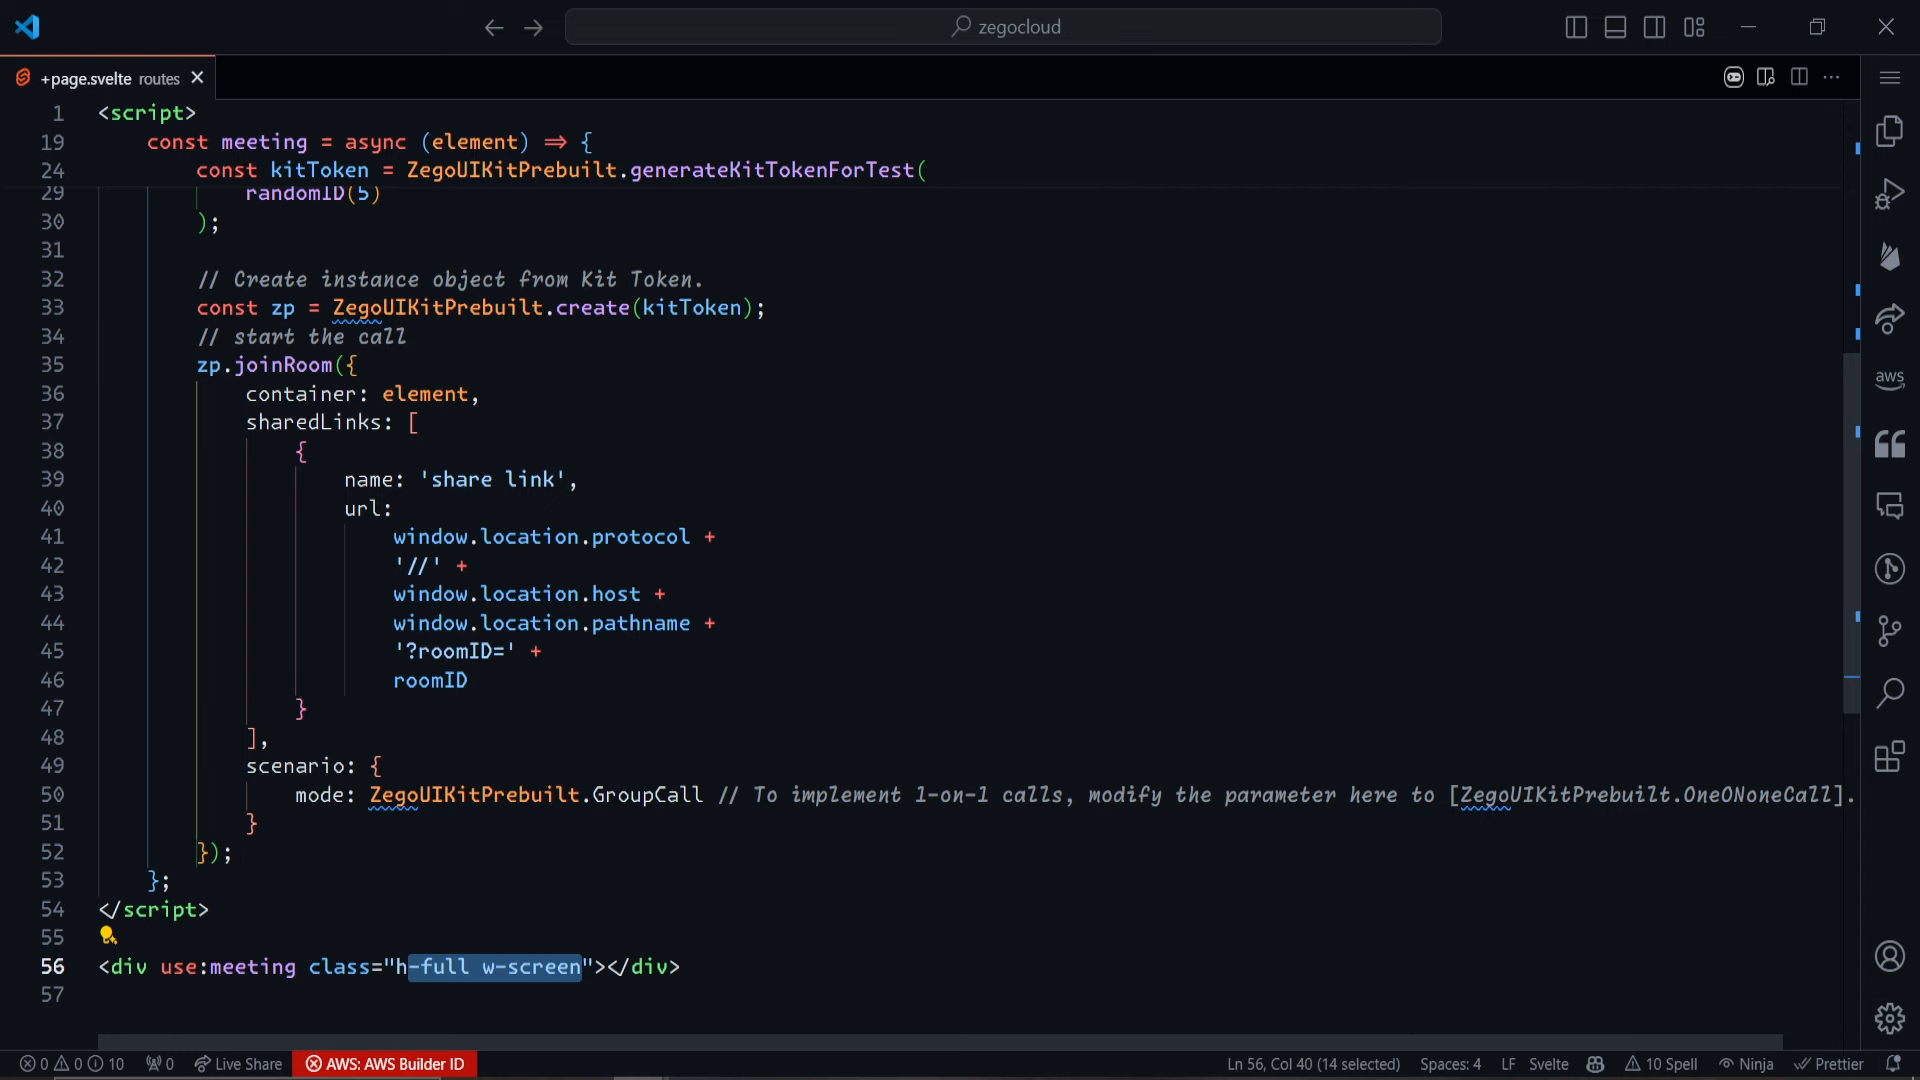 zegocloud
+page.svelte routes
1 <script>
19 const meeting = async (element) => {
24 const kitToken = ZegoUIKitPrebuilt.generateKitTokenForTest(
29 randomID(5)
30 );
31
32 // Create instance object from Kit Token.
33 const zp = ZegoUIKitPrebuilt.create(kitToken);
34 // start the call
35 zp.joinRoom({
36 container: element,
37 sharedLinks: [
38 {
39 name: 'share link',
40 url:
41 window.location.protocol +
42 '//' +
43 window.location.host +
44 window.location.pathname +
45 '?roomID=' +
46 roomID
47 }
48 ],
49 scenario: {
50 mode: ZegoUIKitPrebuilt.GroupCall // To implement 1-on-1 calls, modify the parameter here to [ZegoUIKitPrebuilt.OneONoneCall].
51 }
52 });
53 };
54 </script>
55
56 <div use:meeting class="h-full w-screen"></div>
57
aws
0 0 10 0 Live Share AWS: AWS Builder ID Ln 56, Col 40 (14 selected) Spaces: 4 LF Svelte 10 Spell Ninja Prettier